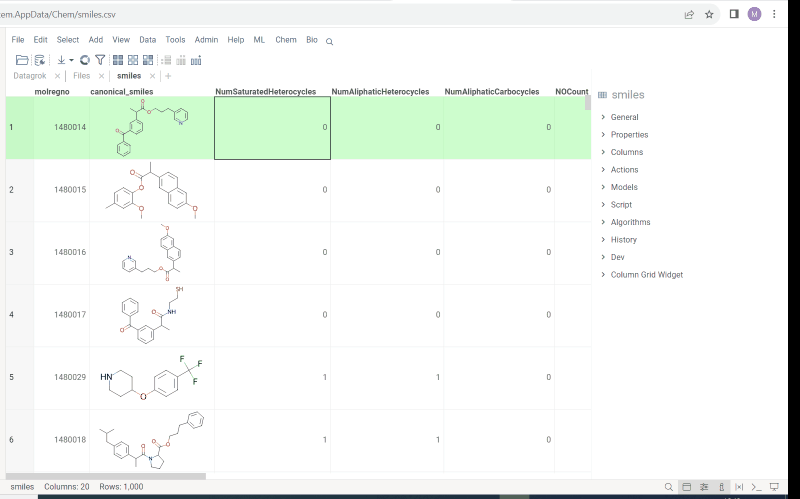 tem.AppData/Chem/smiles.csv
M
File Edit Select Add View Data Tools Admin Help ML Chem Bio
Datagrok Files smiles
molregno canonical_smiles NumSaturatedHeterocycles NumAliphaticHeterocycles NumAliphaticCarbocycles NOCount
1 1480014 O O O N 0 0 0
2 1480015 O O O O 0 0 0
3 1480016 O N O O 0 0 0
4 1480017 SH O NH O 0 0 0
5 1480029 HN O F F F 1 1 0
6 1480018 O O N O 1 1 0
smiles
General
Properties
Columns
Actions
Models
Script
Algorithms
History
Dev
Column Grid Widget
smiles Columns: 20 Rows: 1,000